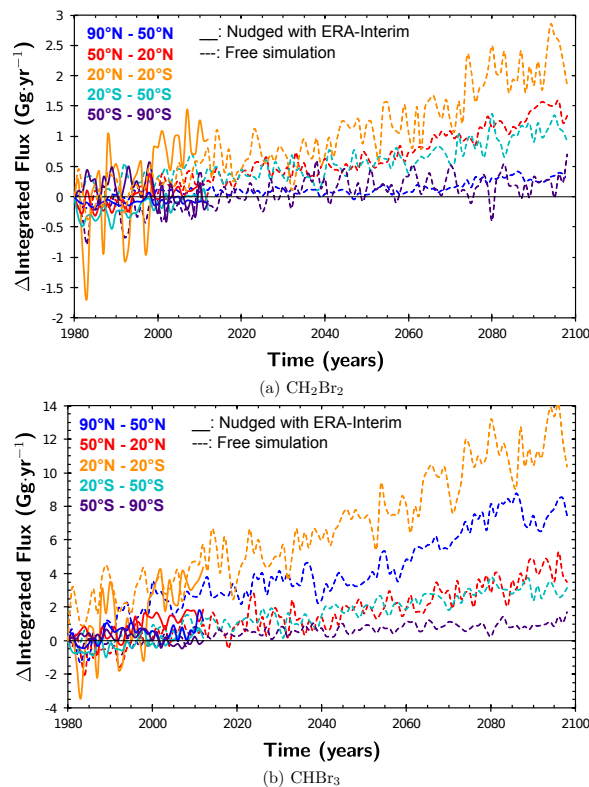 3
2.5
2
1.5
1
0.5
0
-0.5
-1
-1.5
-2
ΔIntegrated Flux (Gg·yr⁻¹)
90°N - 50°N
50°N - 20°N
20°N - 20°S
20°S - 50°S
50°S - 90°S
__: Nudged with ERA-Interim
---: Free simulation
1980 2000 2020 2040 2060 2080 2100
Time (years)
(a) CH₂Br₂
14
12
10
8
6
4
2
0
-2
-4
ΔIntegrated Flux (Gg·yr⁻¹)
90°N - 50°N
50°N - 20°N
20°N - 20°S
20°S - 50°S
50°S - 90°S
__: Nudged with ERA-Interim
---: Free simulation
1980 2000 2020 2040 2060 2080 2100
Time (years)
(b) CHBr₃